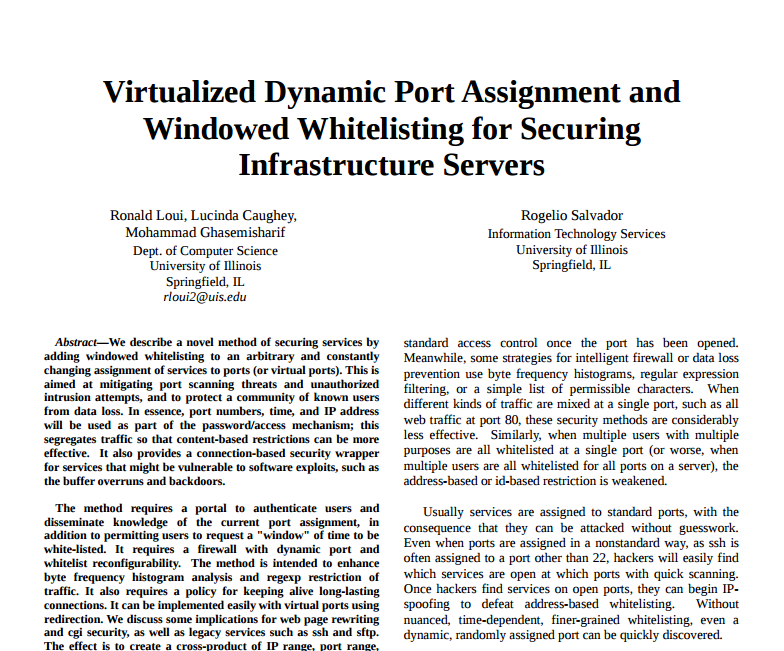 Virtualized Dynamic Port Assignment and
Windowed Whitelisting for Securing
Infrastructure Servers
Ronald Loui, Lucinda Caughey,
Mohammad Ghasemisharif
Dept. of Computer Science
University of Illinois
Springfield, IL
rloui2@uis.edu
Rogelio Salvador
Information Technology Services
University of Illinois
Springfield, IL
Abstract—We describe a novel method of securing services by
adding windowed whitelisting to an arbitrary and constantly
changing assignment of services to ports (or virtual ports). This is
aimed at mitigating port scanning threats and unauthorized
intrusion attempts, and to protect a community of known users
from data loss. In essence, port numbers, time, and IP address
will be used as part of the password/access mechanism; this
segregates traffic so that content-based restrictions can be more
effective. It also provides a connection-based security wrapper
for services that might be vulnerable to software exploits, such as
the buffer overruns and backdoors.
The method requires a portal to authenticate users and
disseminate knowledge of the current port assignment, in
addition to permitting users to request a "window" of time to be
white-listed. It requires a firewall with dynamic port and
whitelist reconfigurability. The method is intended to enhance
byte frequency histogram analysis and regexp restriction of
traffic. It also requires a policy for keeping alive long-lasting
connections. It can be implemented easily with virtual ports using
redirection. We discuss some implications for web page rewriting
and cgi security, as well as legacy services such as ssh and sftp.
The effect is to create a cross-product of IP range, port range,
standard access control once the port has been opened.
Meanwhile, some strategies for intelligent firewall or data loss
prevention use byte frequency histograms, regular expression
filtering, or a simple list of permissible characters. When
different kinds of traffic are mixed at a single port, such as all
web traffic at port 80, these security methods are considerably
less effective. Similarly, when multiple users with multiple
purposes are all whitelisted at a single port (or worse, when
multiple users are all whitelisted for all ports on a server), the
address-based or id-based restriction is weakened.
Usually services are assigned to standard ports, with the
consequence that they can be attacked without guesswork.
Even when ports are assigned in a nonstandard way, as ssh is
often assigned to a port other than 22, hackers will easily find
which services are open at which ports with quick scanning.
Once hackers find services on open ports, they can begin IP-
spoofing to defeat address-based whitelisting. Without
nuanced, time-dependent, finer-grained whitelisting, even a
dynamic, randomly assigned port can be quickly discovered.